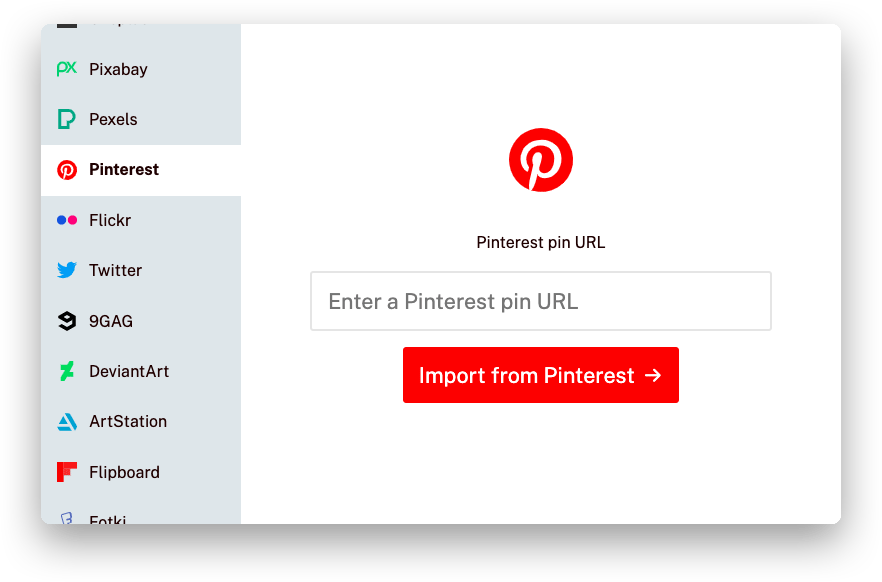 Pixabay
Pexels
Pinterest
Flickr
Twitter
9GAG
DeviantArt
ArtStation
Flipboard
Fotki
Pinterest pin URL
Enter a Pinterest pin URL
Import from Pinterest →